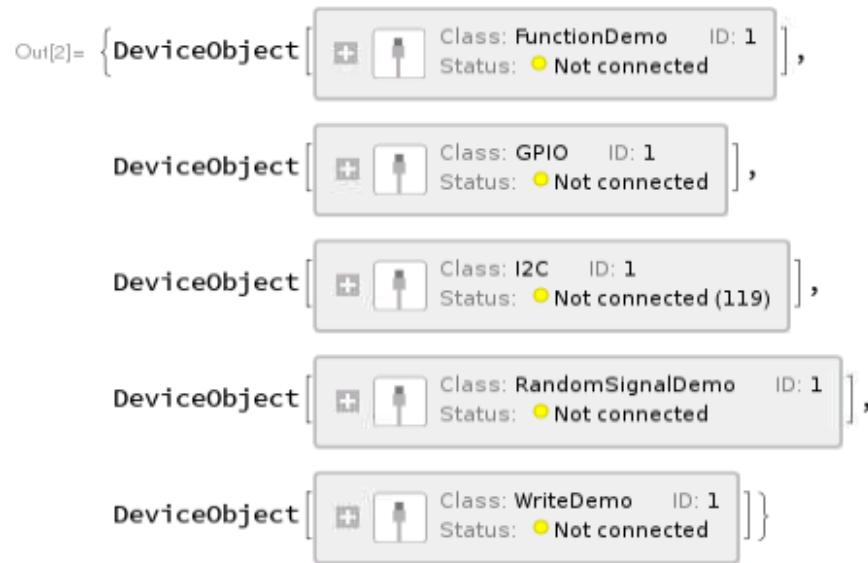 Out[2]= {DeviceObject[ Class: FunctionDemo ID: 1
Status: Not connected ],
DeviceObject[ Class: GPIO ID: 1
Status: Not connected ],
DeviceObject[ Class: I2C ID: 1
Status: Not connected (119) ],
DeviceObject[ Class: RandomSignalDemo ID: 1
Status: Not connected ],
DeviceObject[ Class: WriteDemo ID: 1
Status: Not connected ]}